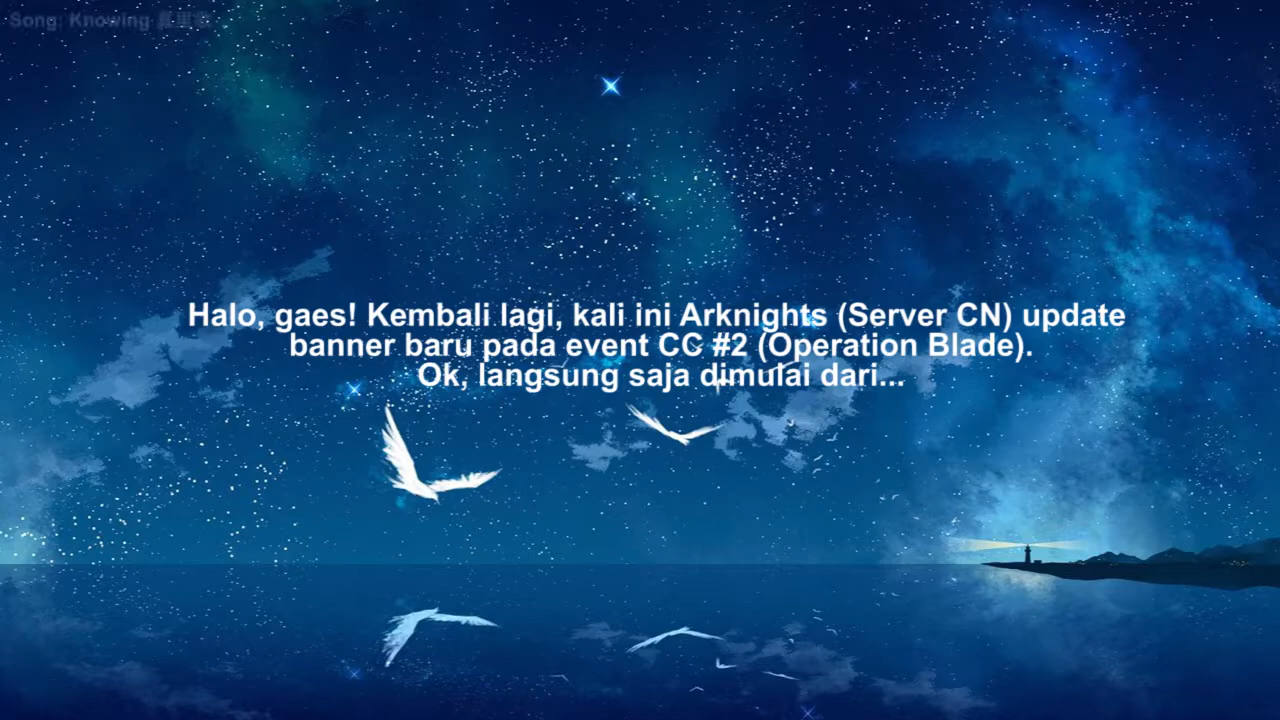 Song: Knowing
Halo, gaes! Kembali lagi, kali ini Arknights (Server CN) update
banner baru pada event CC #2 (Operation Blade).
Ok, langsung saja dimulai dari...